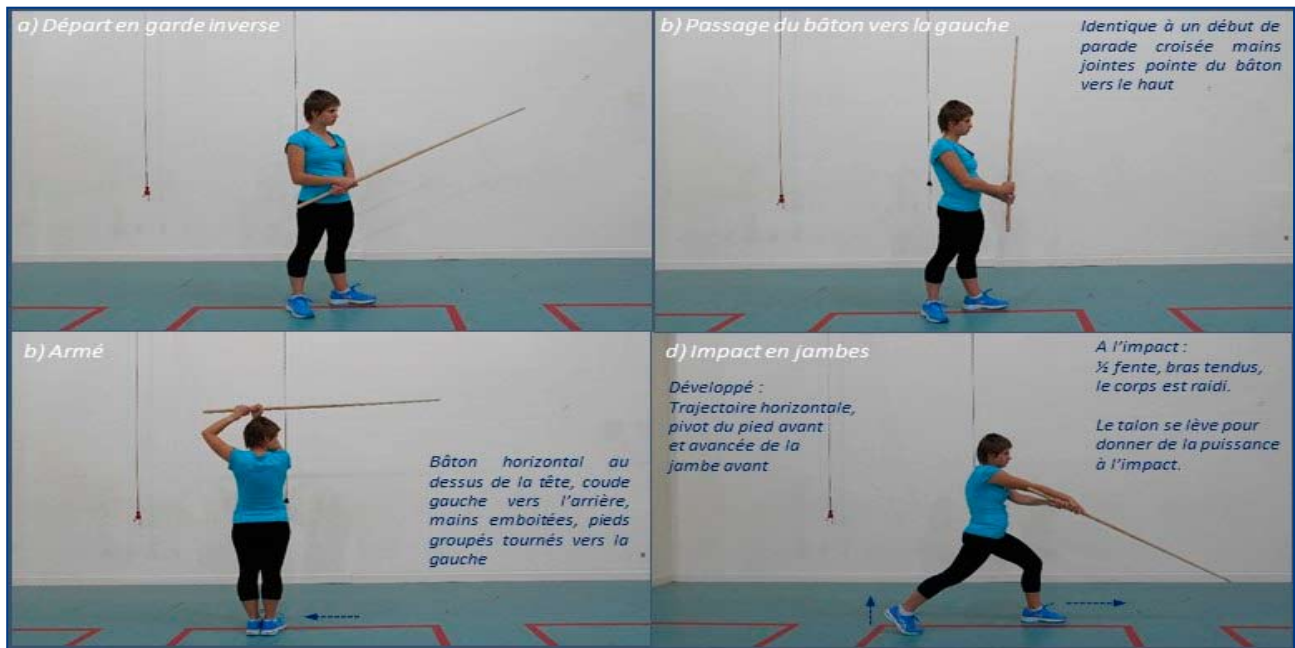 a) Départ en garde inverse
b) Passage du bâton vers la gauche
Identique à un début de
parade croisée mains
jointes pointe du bâton
vers le haut
b) Armé
Bâton horizontal au
dessus de la tête, coude
gauche vers l'arrière,
mains emboitées, pieds
groupés tournés vers la
gauche
d) Impact en jambes
Développé :
Trajectoire horizontale,
pivot du pied avant
et avancée de la
jambe avant
A l'impact :
½ fente, bras tendus,
le corps est raidi.
Le talon se lève pour
donner de la puissance
à l'impact.